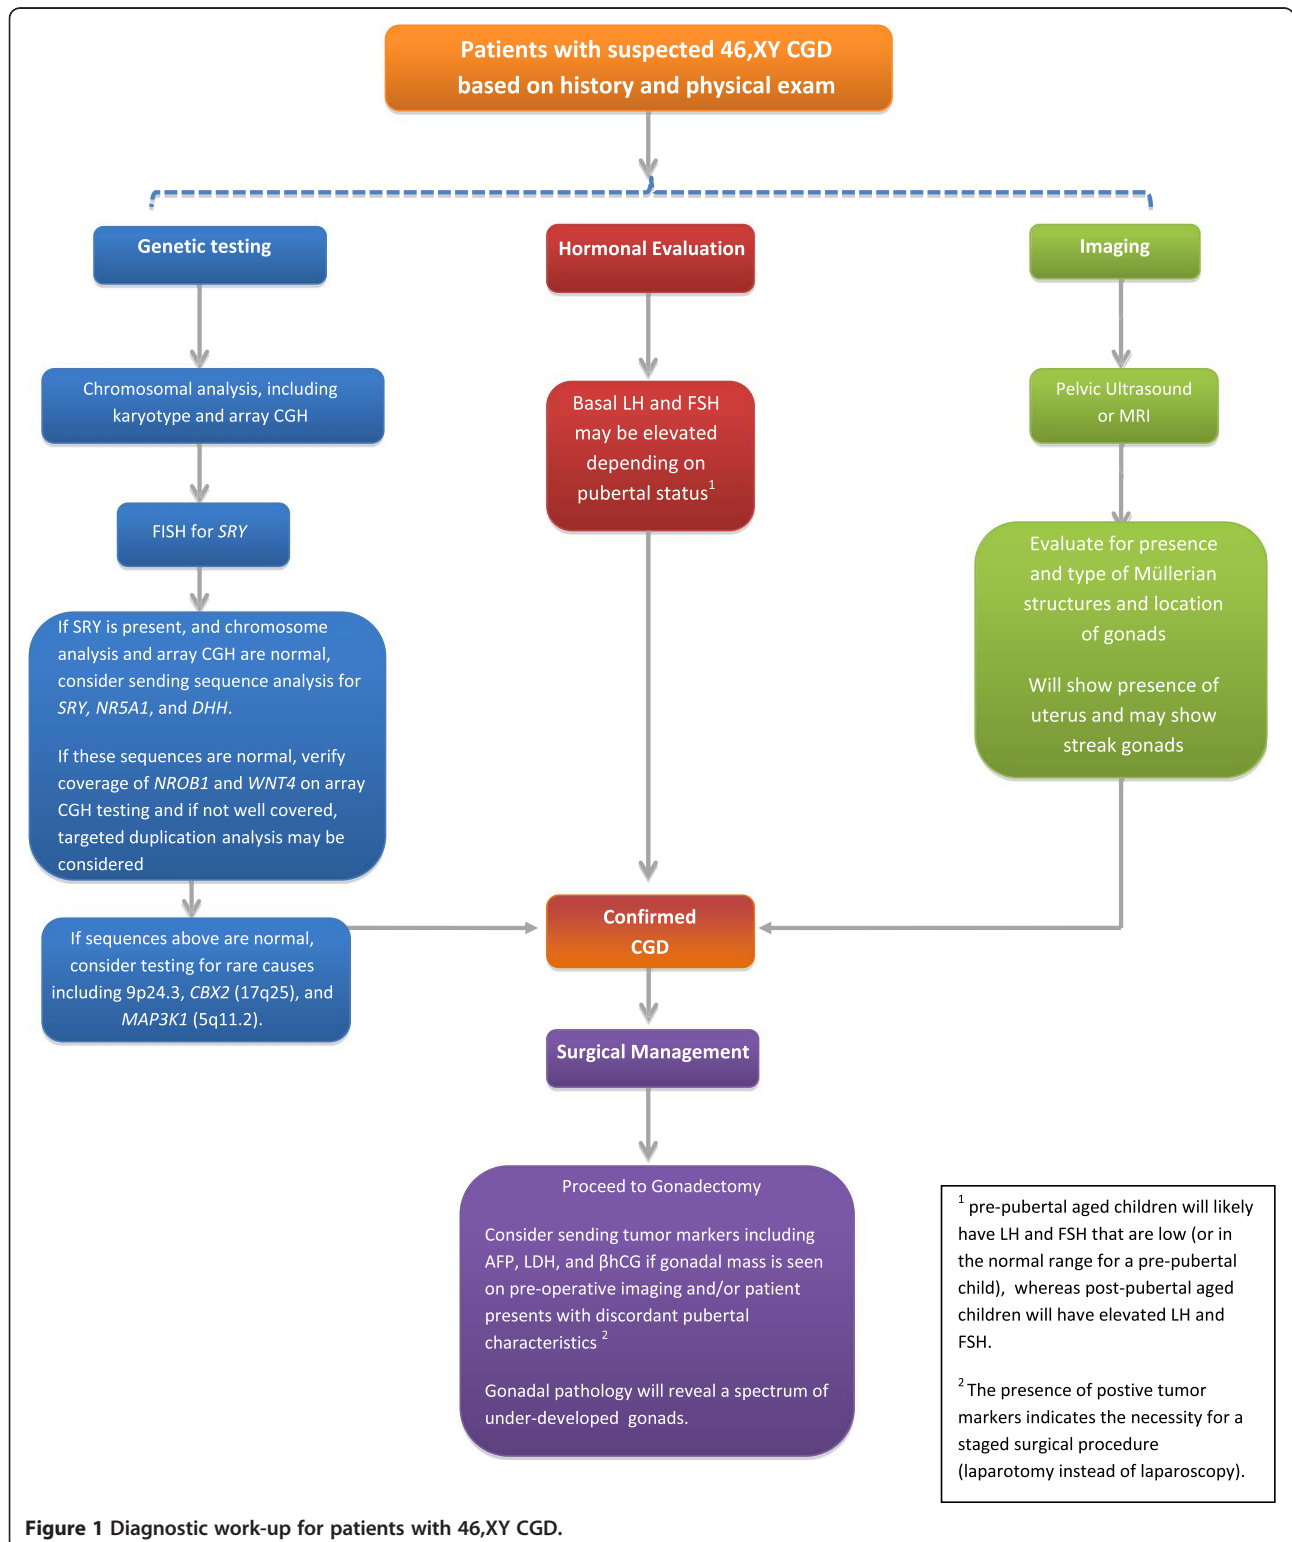 Patients with suspected 46,XY CGD
based on history and physical exam
Genetic testing
Chromosomal analysis, including
karyotype and array CGH
FISH for SRY
If SRY is present, and chromosome
analysis and array CGH are normal,
consider sending sequence analysis for
SRY, NR5A1, and DHH.
If these sequences are normal, verify
coverage of NROB1 and WNT4 on array
CGH testing and if not well covered,
targeted duplication analysis may be
considered
If sequences above are normal,
consider testing for rare causes
including 9p24.3, CBX2 (17q25), and
MAP3K1 (5q11.2).
Hormonal Evaluation
Basal LH and FSH
may be elevated
depending on
pubertal status1
Imaging
Pelvic Ultrasound
or MRI
Evaluate for presence
and type of Müllerian
structures and location
of gonads
Will show presence of
uterus and may show
streak gonads
Confirmed
CGD
Surgical Management
Proceed to Gonadectomy
Consider sending tumor markers including
AFP, LDH, and βhCG if gonadal mass is seen
on pre-operative imaging and/or patient
presents with discordant pubertal
characteristics 2
Gonadal pathology will reveal a spectrum of
under-developed gonads.
1 pre-pubertal aged children will likely
have LH and FSH that are low (or in
the normal range for a pre-pubertal
child), whereas post-pubertal aged
children will have elevated LH and
FSH.
2 The presence of postive tumor
markers indicates the necessity for a
staged surgical procedure
(laparotomy instead of laparoscopy).
Figure 1 Diagnostic work-up for patients with 46,XY CGD.